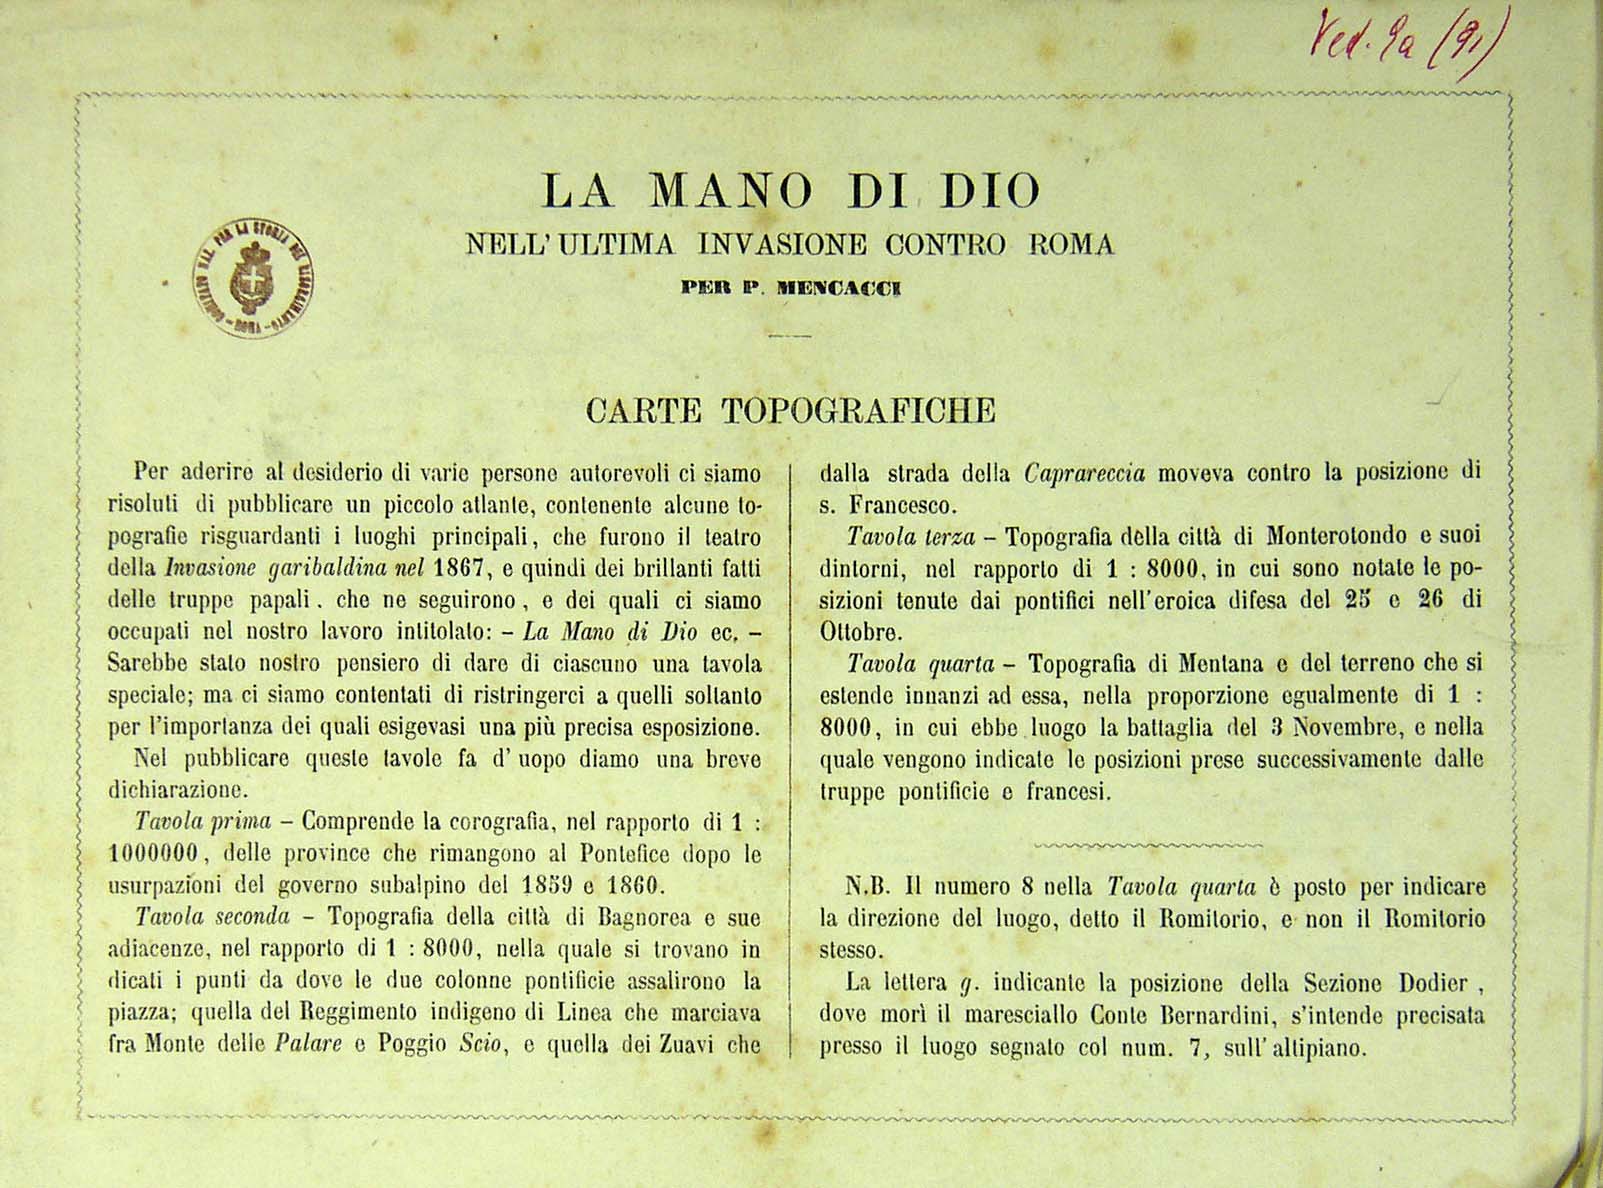 Ved. 9a (91)
LA MANO DI DIO
NELL' ULTIMA INVASIONE CONTRO ROMA
PER P. MENCACCI
COMITATO NAZ. PER LA STORIA DEL RISORGIMENTO - ROMA -
CARTE TOPOGRAFICHE
Per aderire al desiderio di varie persone autorevoli ci siamo
risoluti di pubblicare un piccolo atlante, contenente alcune to-
pografie risguardanti i luoghi principali, che furono il teatro
della Invasione garibaldina nel 1867, e quindi dei brillanti fatti
delle truppe papali. che ne seguirono, e dei quali ci siamo
occupati nel nostro lavoro intitolato: - La Mano di Dio ec. -
Sarebbe stato nostro pensiero di dare di ciascuno una tavola
speciale; ma ci siamo contentati di ristringerci a quelli soltanto
per l'importanza dei quali esigevasi una più precisa esposizione.
Nel pubblicare queste tavole fa d' uopo diamo una breve
dichiarazione.
Tavola prima - Comprende la corografia, nel rapporto di 1 :
1000000, delle province che rimangono al Pontefice dopo le
usurpazioni del governo subalpino del 1859 e 1860.
Tavola seconda - Topografia della città di Bagnorea e sue
adiacenze, nel rapporto di 1 : 8000, nella quale si trovano in
dicati i punti da dove le due colonne pontificie assalirono la
piazza; quella del Reggimento indigeno di Linea che marciava
fra Monte delle Palare e Poggio Scio, e quella dei Zuavi che
dalla strada della Caprareccia moveva contro la posizione di
s. Francesco.
Tavola terza - Topografia della città di Monterotondo e suoi
dintorni, nel rapporto di 1 : 8000, in cui sono notate le po-
sizioni tenute dai pontifici nell'eroica difesa del 25 e 26 di
Ottobre.
Tavola quarta - Topografia di Mentana e del terreno che si
estende innanzi ad essa, nella proporzione egualmente di 1 :
8000, in cui ebbe luogo la battaglia del 3 Novembre, e nella
quale vengono indicate le posizioni prese successivamente dalle
truppe pontificie e francesi.
N.B. Il numero 8 nella Tavola quarta è posto per indicare
la direzione del luogo, detto il Romitorio, e non il Romitorio
stesso.
La lettera g. indicante la posizione della Sezione Dodier ,
dove morì il maresciallo Conte Bernardini, s'intende precisata
presso il luogo segnato col num. 7, sull' altipiano.